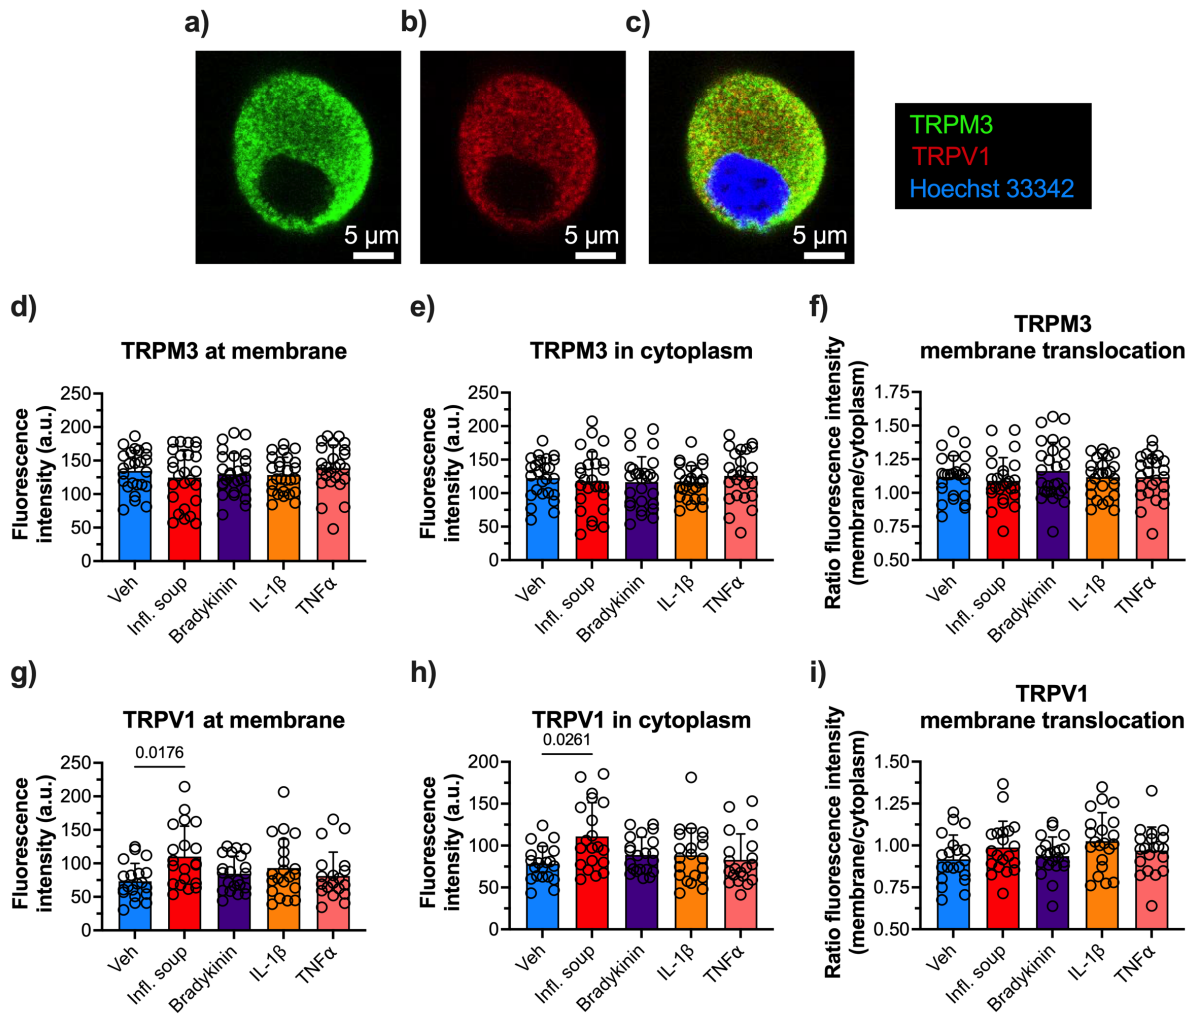 a)
b)
c)
5 µm
5 µm
5 µm
TRPM3
TRPV1
Hoechst 33342
d)
TRPM3 at membrane
Fluorescence
intensity (a.u.)
250
200
150
100
50
0
Veh
Infl. soup
Bradykinin
IL-1β
TNFα
e)
TRPM3 in cytoplasm
Fluorescence
intensity (a.u.)
250
200
150
100
50
0
Veh
Infl. soup
Bradykinin
IL-1β
TNFα
f)
TRPM3
membrane translocation
Ratio fluorescence intensity
(membrane/cytoplasm)
1.75
1.50
1.25
1.00
0.75
0.50
Veh
Infl. soup
Bradykinin
IL-1β
TNFα
g)
TRPV1 at membrane
0.0176
Fluorescence
intensity (a.u.)
250
200
150
100
50
0
Veh
Infl. soup
Bradykinin
IL-1β
TNFα
h)
TRPV1 in cytoplasm
0.0261
Fluorescence
intensity (a.u.)
200
150
100
50
0
Veh
Infl. soup
Bradykinin
IL-1β
TNFα
i)
TRPV1
membrane translocation
Ratio fluorescence intensity
(membrane/cytoplasm)
1.50
1.25
1.00
0.75
0.50
Veh
Infl. soup
Bradykinin
IL-1β
TNFα